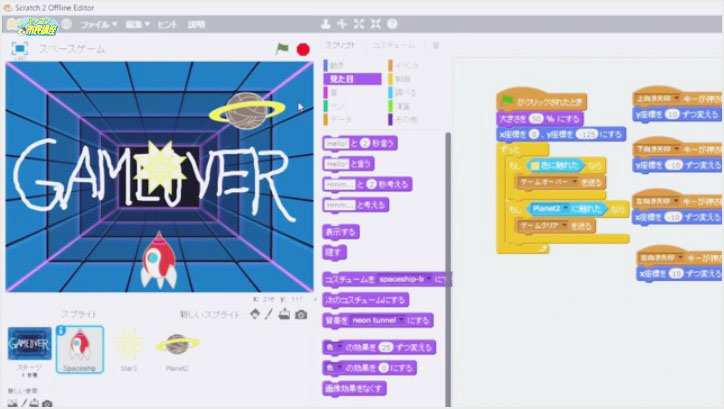 Scratch 2 Offline Editor
市民講座
ファイル▼ 編集▼ ヒント 説明
スペースゲーム
GAMEOVER
X: 216 Y: 117
スプライト 新しいスプライト:
ステージ
Spaceship
Star3
Planet2
新しい背景
スクリプト コスチューム
動き イベント
見た目 制御
音 調べる
ペン 演算
データ その他
Hello! と 2 秒言う
Hello! と言う
Hmm... と 2 秒考える
Hmm... と考える
表示する
隠す
コスチュームを spaceship-b に
次のコスチュームにする
背景を neon tunnel にする
色 の効果を 25 ずつ変える
色 の効果を 0 にする
画像効果をなくす
がクリックされたとき
大きさを 50 % にする
x座標を 0 、y座標を -125 にする
ずっと
もし 色に触れた なら
ゲームオーバー を送る
もし Planet2 に触れた なら
ゲームクリア を送る
上向き矢印 キーが押さ
y座標を 10 ずつ変える
下向き矢印 キーが押さ
y座標を -10 ずつ変える
左向き矢印 キーが押さ
x座標を -10 ずつ変える
右向き矢印 キーが押さ
x座標を 10 ずつ変える